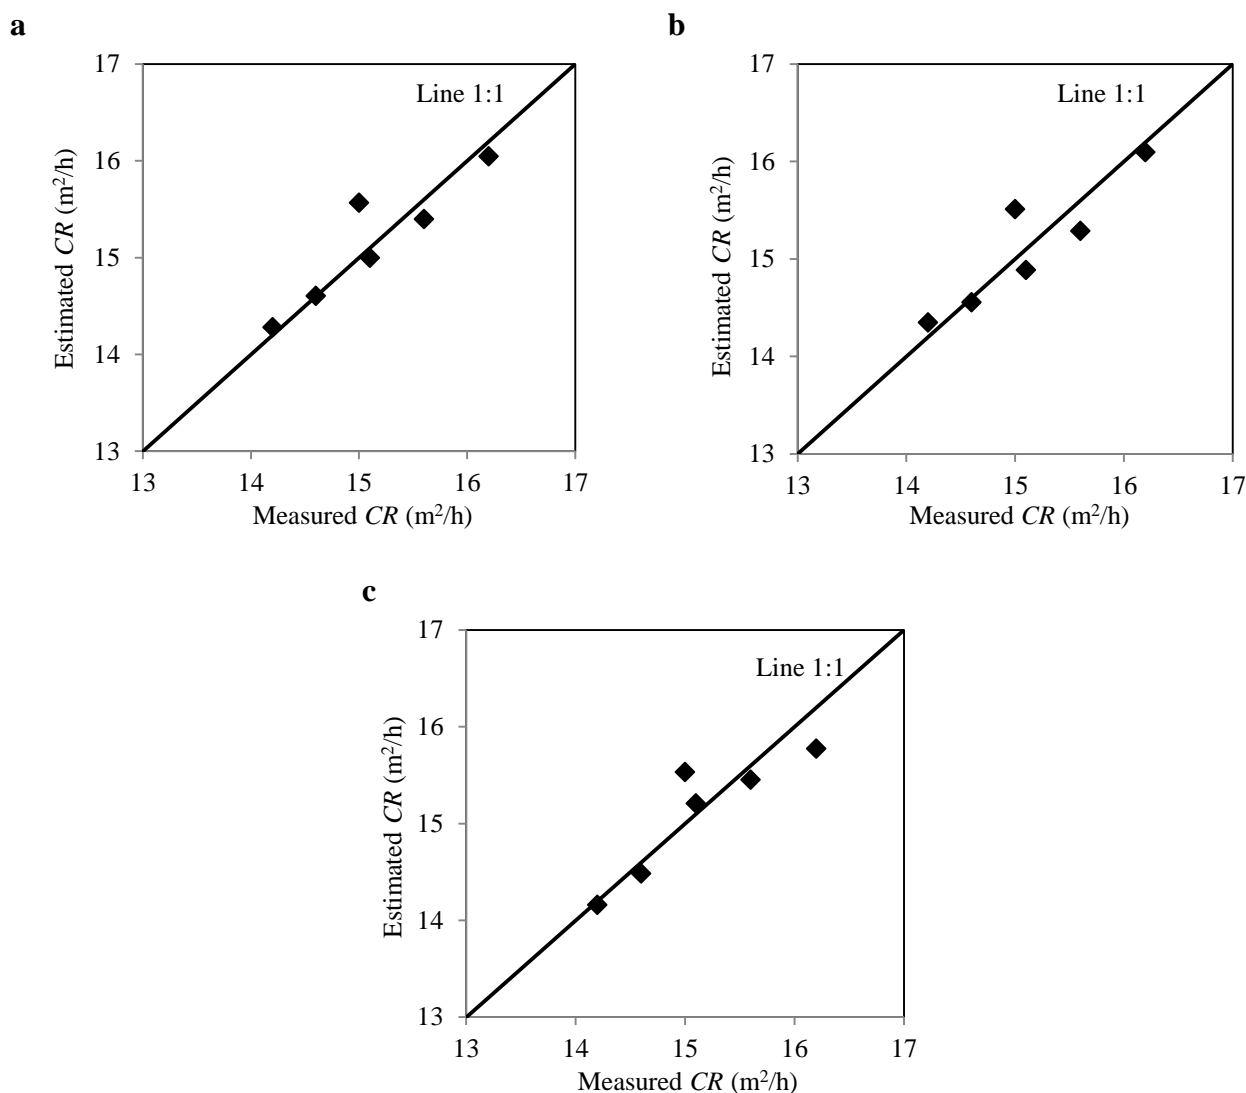 a
17
16
15
14
13
Estimated CR (m²/h)
Line 1:1
13 14 15 16 17
Measured CR (m²/h)
b
17
16
15
14
13
Estimated CR (m²/h)
Line 1:1
13 14 15 16 17
Measured CR (m²/h)
c
17
16
15
14
13
Estimated CR (m²/h)
Line 1:1
13 14 15 16 17
Measured CR (m²/h)